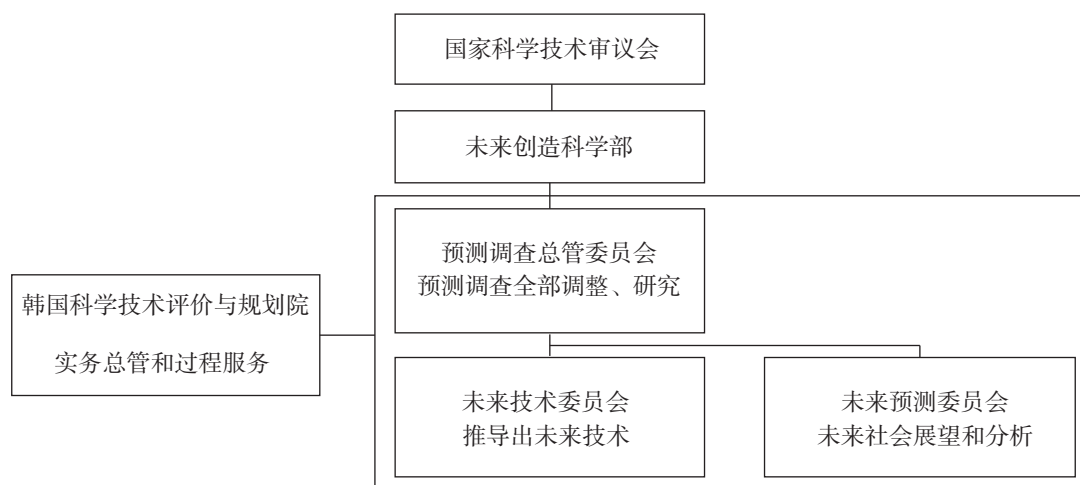 国家科学技术审议会
未来创造科学部
预测调查总管委员会
预测调查全部调整、研究
韩国科学技术评价与规划院
实务总管和过程服务
未来技术委员会
推导出未来技术
未来预测委员会
未来社会展望和分析